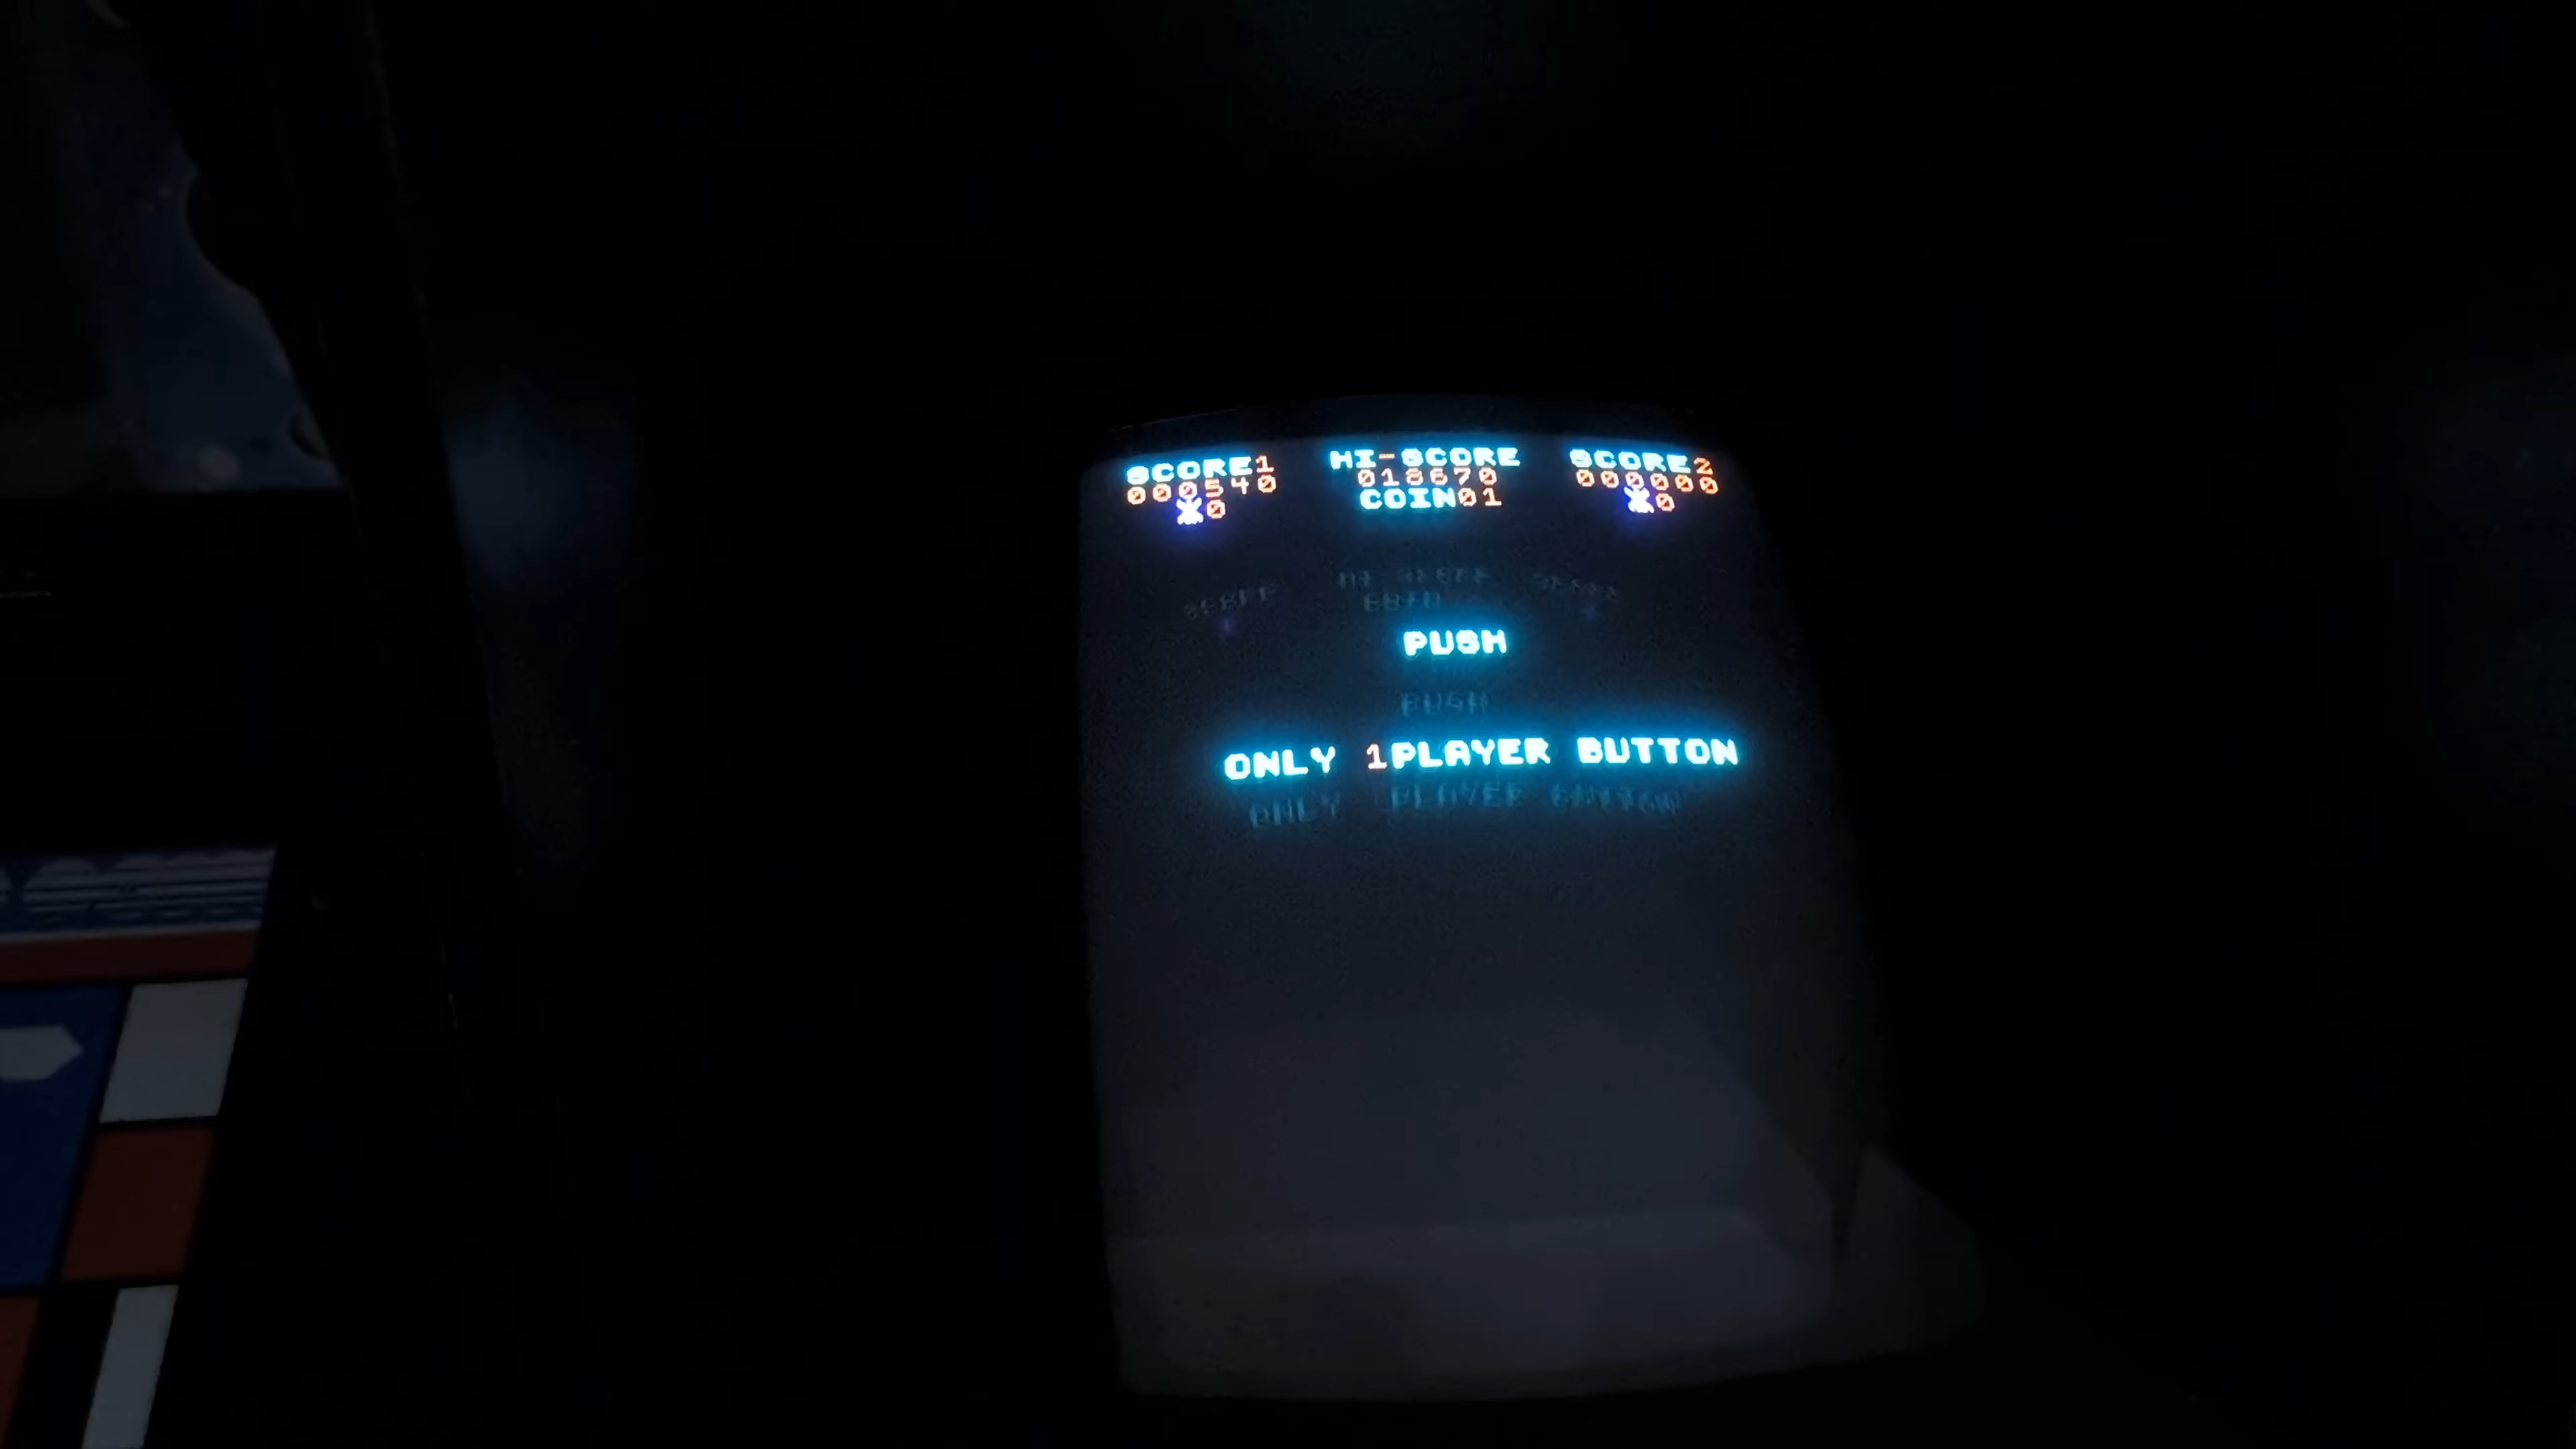 SCORE1 HI-SCORE SCORE2
000540 018670 000000
0 COIN01 0
PUSH
ONLY 1PLAYER BUTTON